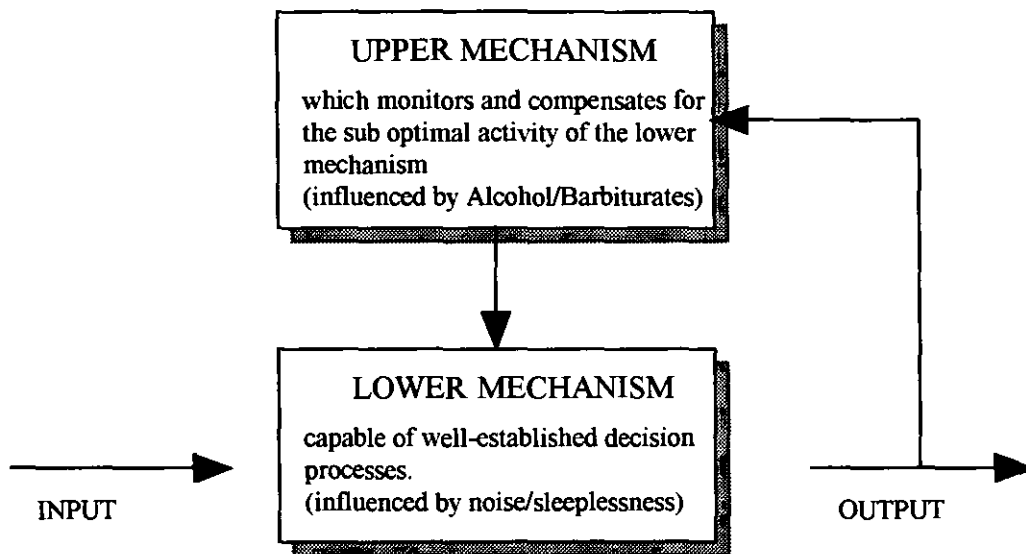 UPPER MECHANISM
which monitors and compensates for
the sub optimal activity of the lower
mechanism
(influenced by Alcohol/Barbiturates)
LOWER MECHANISM
capable of well-established decision
processes.
(influenced by noise/sleeplessness)
INPUT
OUTPUT